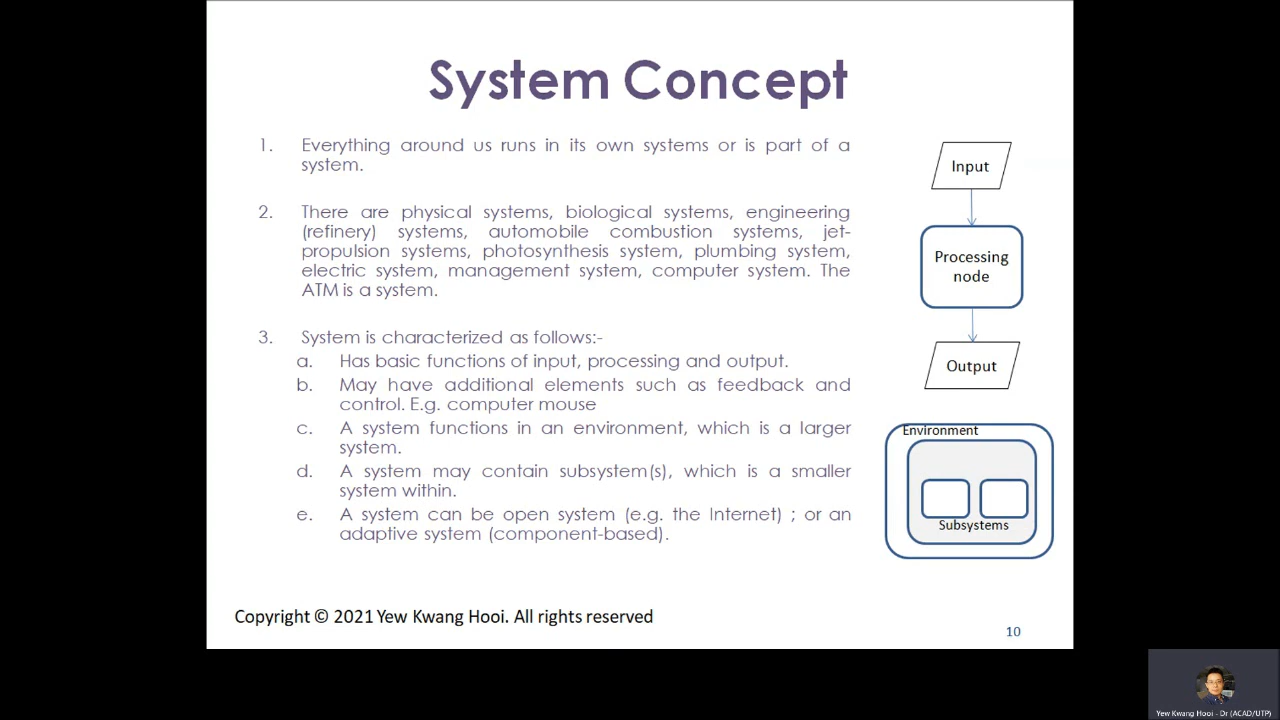 System Concept
1. Everything around us runs in its own systems or is part of a
system.
2. There are physical systems, biological systems, engineering
(refinery) systems, automobile combustion systems, jet-
propulsion systems, photosynthesis system, plumbing system,
electric system, management system, computer system. The
ATM is a system.
3. System is characterized as follows:-
a. Has basic functions of input, processing and output.
b. May have additional elements such as feedback and
control. E.g. computer mouse
c. A system functions in an environment, which is a larger
system.
d. A system may contain subsystem(s), which is a smaller
system within.
e. A system can be open system (e.g. the Internet) ; or an
adaptive system (component-based).
Input
Processing
node
Output
Environment
Subsystems
Copyright © 2021 Yew Kwang Hooi. All rights reserved
10
Yew Kwang Hooi - Dr (ACAD/UTP)